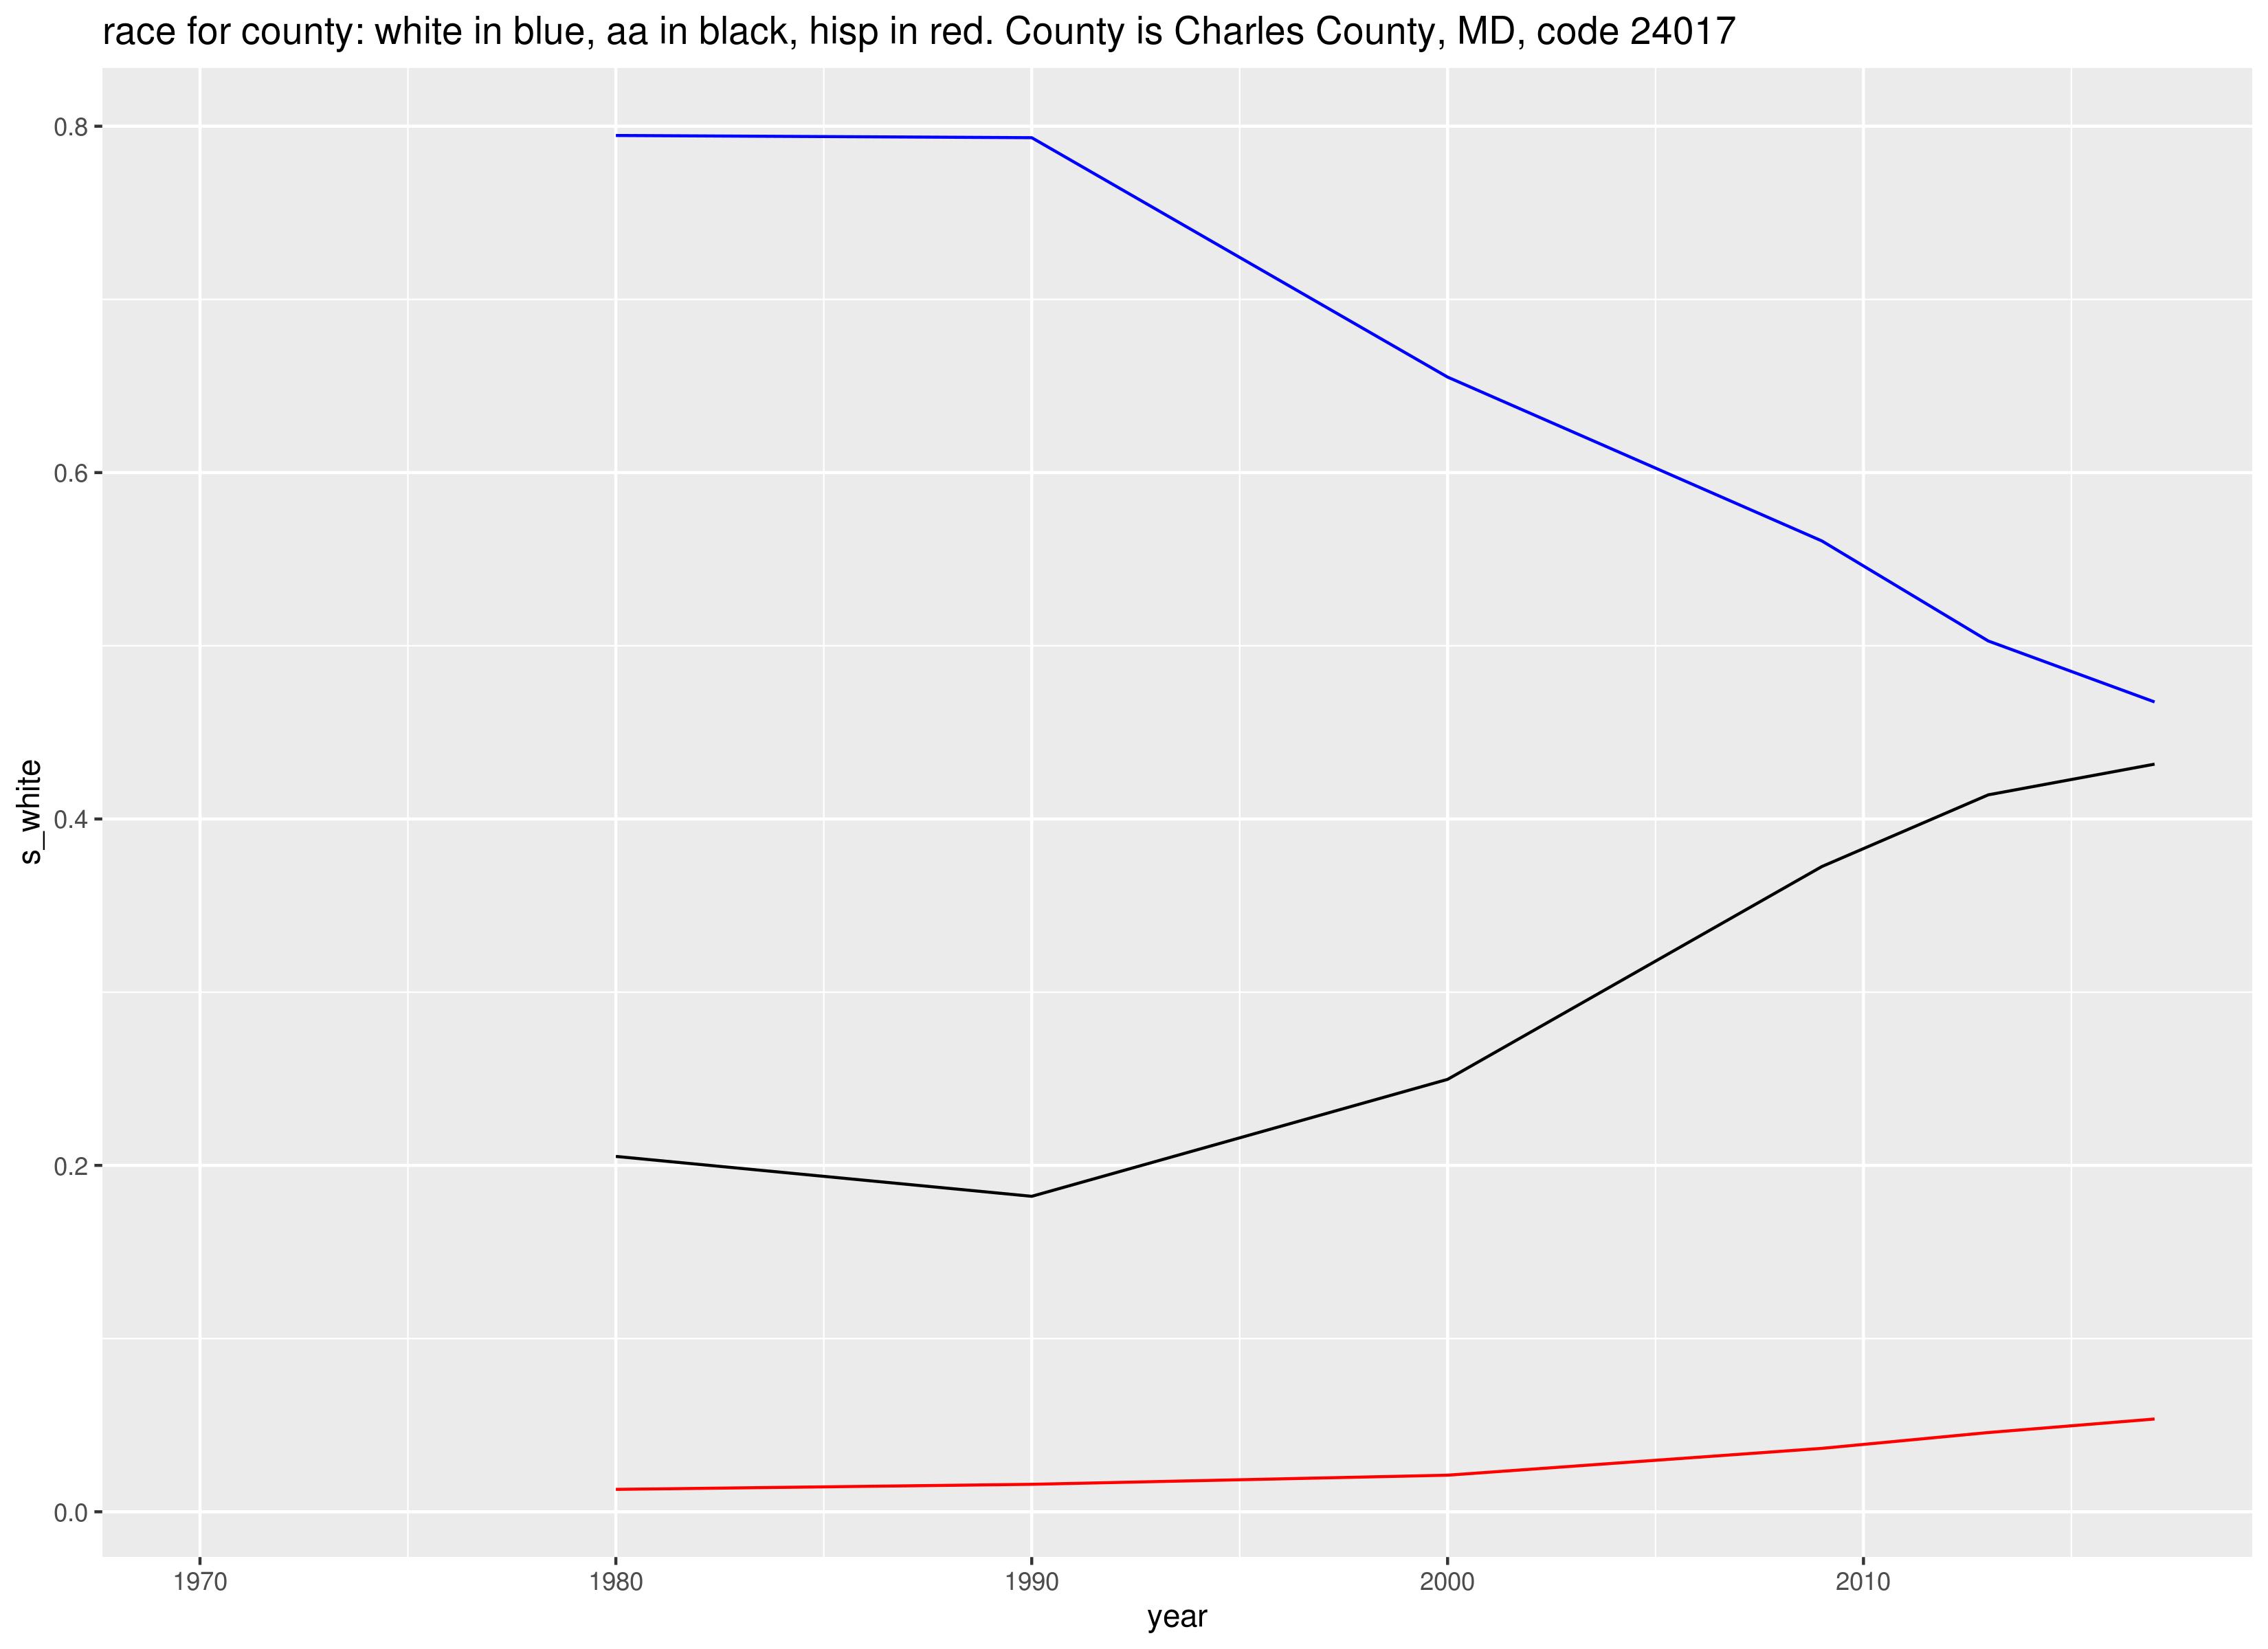 race for county: white in blue, aa in black, hisp in red. County is Charles County, MD, code 24017
0.8
0.6
s_white
0.4
0.2
0.0
1970 1980 1990 2000 2010
year